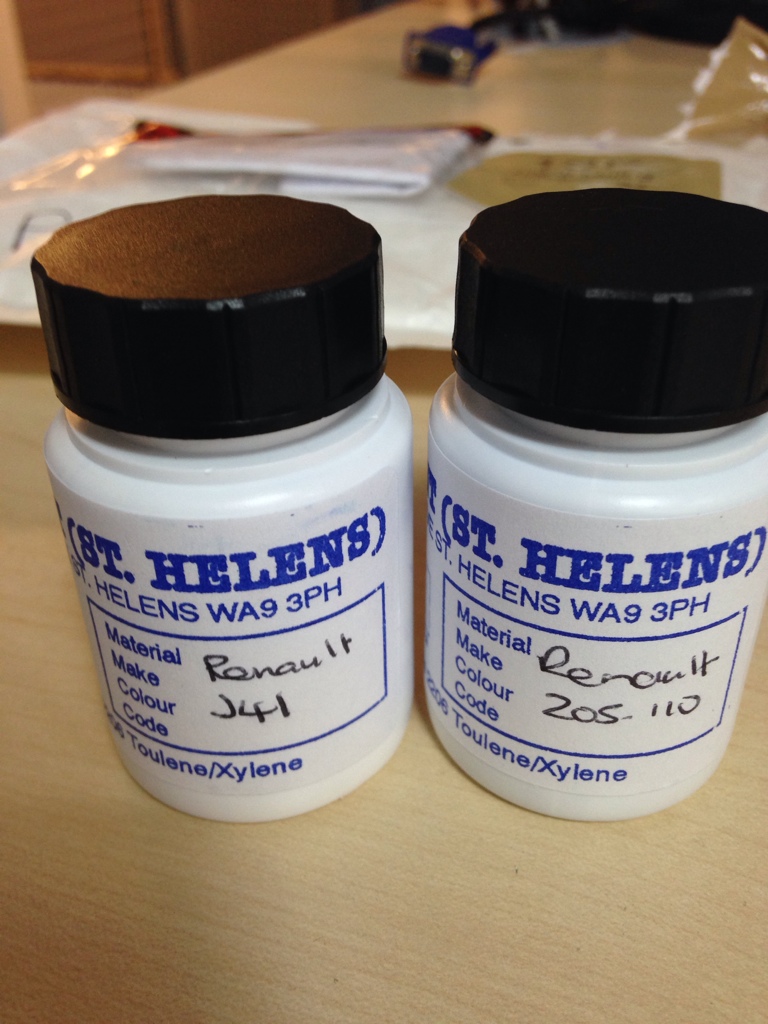 (ST. HELENS)
ST. HELENS WA9 3PH
Material
Make Renault
Colour
Code J41
Toulene/Xylene
(ST. HELENS)
ST. HELENS WA9 3PH
Material
Make Renault
Colour
Code 205-110
Toulene/Xylene